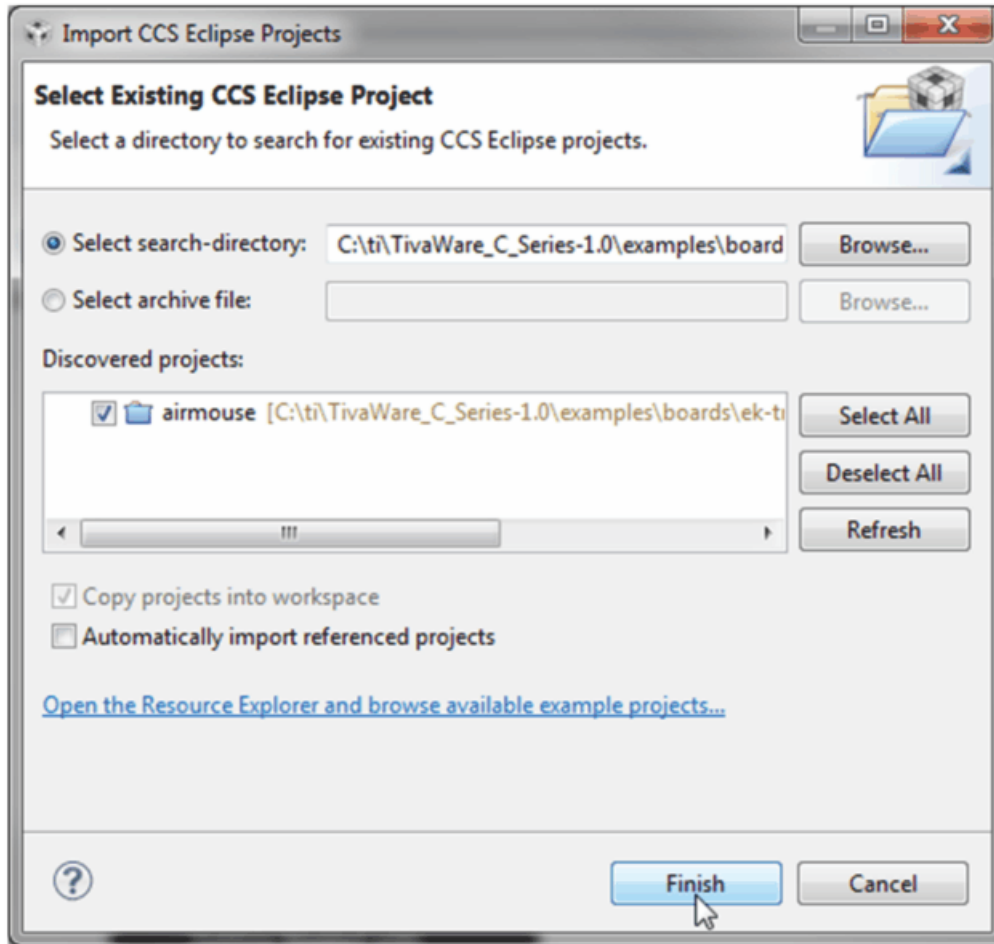 Import CCS Eclipse Projects
Select Existing CCS Eclipse Project
Select a directory to search for existing CCS Eclipse projects.
Select search-directory: C:\ti\TivaWare_C_Series-1.0\examples\board Browse...
Select archive file: Browse...
Discovered projects:
airmouse [C:\ti\TivaWare_C_Series-1.0\examples\boards\ek-t Select All
Deselect All
Refresh
Copy projects into workspace
Automatically import referenced projects
Open the Resource Explorer and browse available example projects...
? Finish Cancel